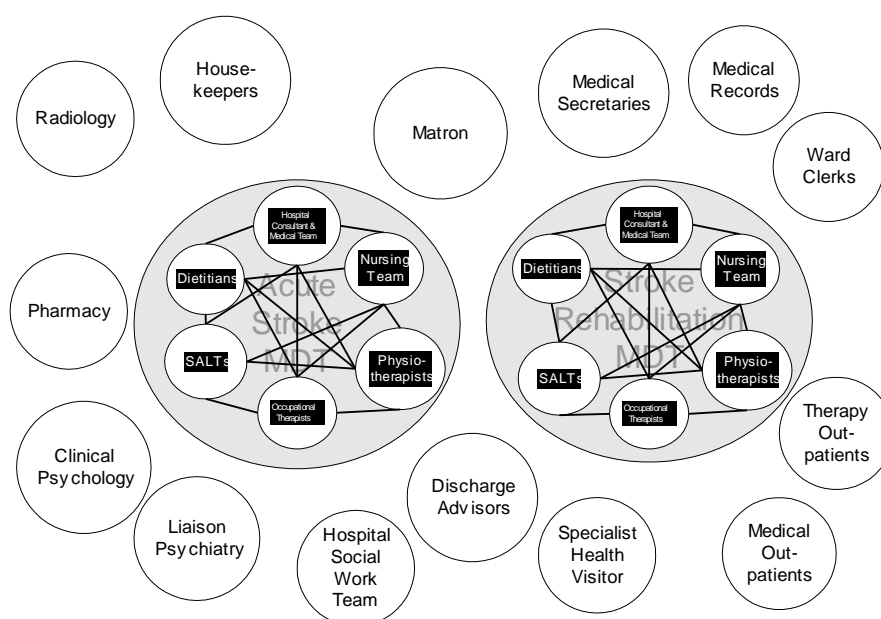 House-
keepers
Radiology
Matron
Medical
Secretaries
Medical
Records
Ward
Clerks
Hospital
Consultant &
Medical Team
Dietitians
Nursing
Team
Acute
Stroke
MDT
SALTs
Physio-
therapists
Occupational
Therapists
Hospital
Consultant &
Medical Team
Dietitians
Nursing
Team
Stroke
Rehabilitation
MDT
SALTs
Physio-
therapists
Occupational
Therapists
Pharmacy
Clinical
Psychology
Liaison
Psychiatry
Hospital
Social
Work
Team
Discharge
Advisors
Specialist
Health
Visitor
Medical
Out-
patients
Therapy
Out-
patients